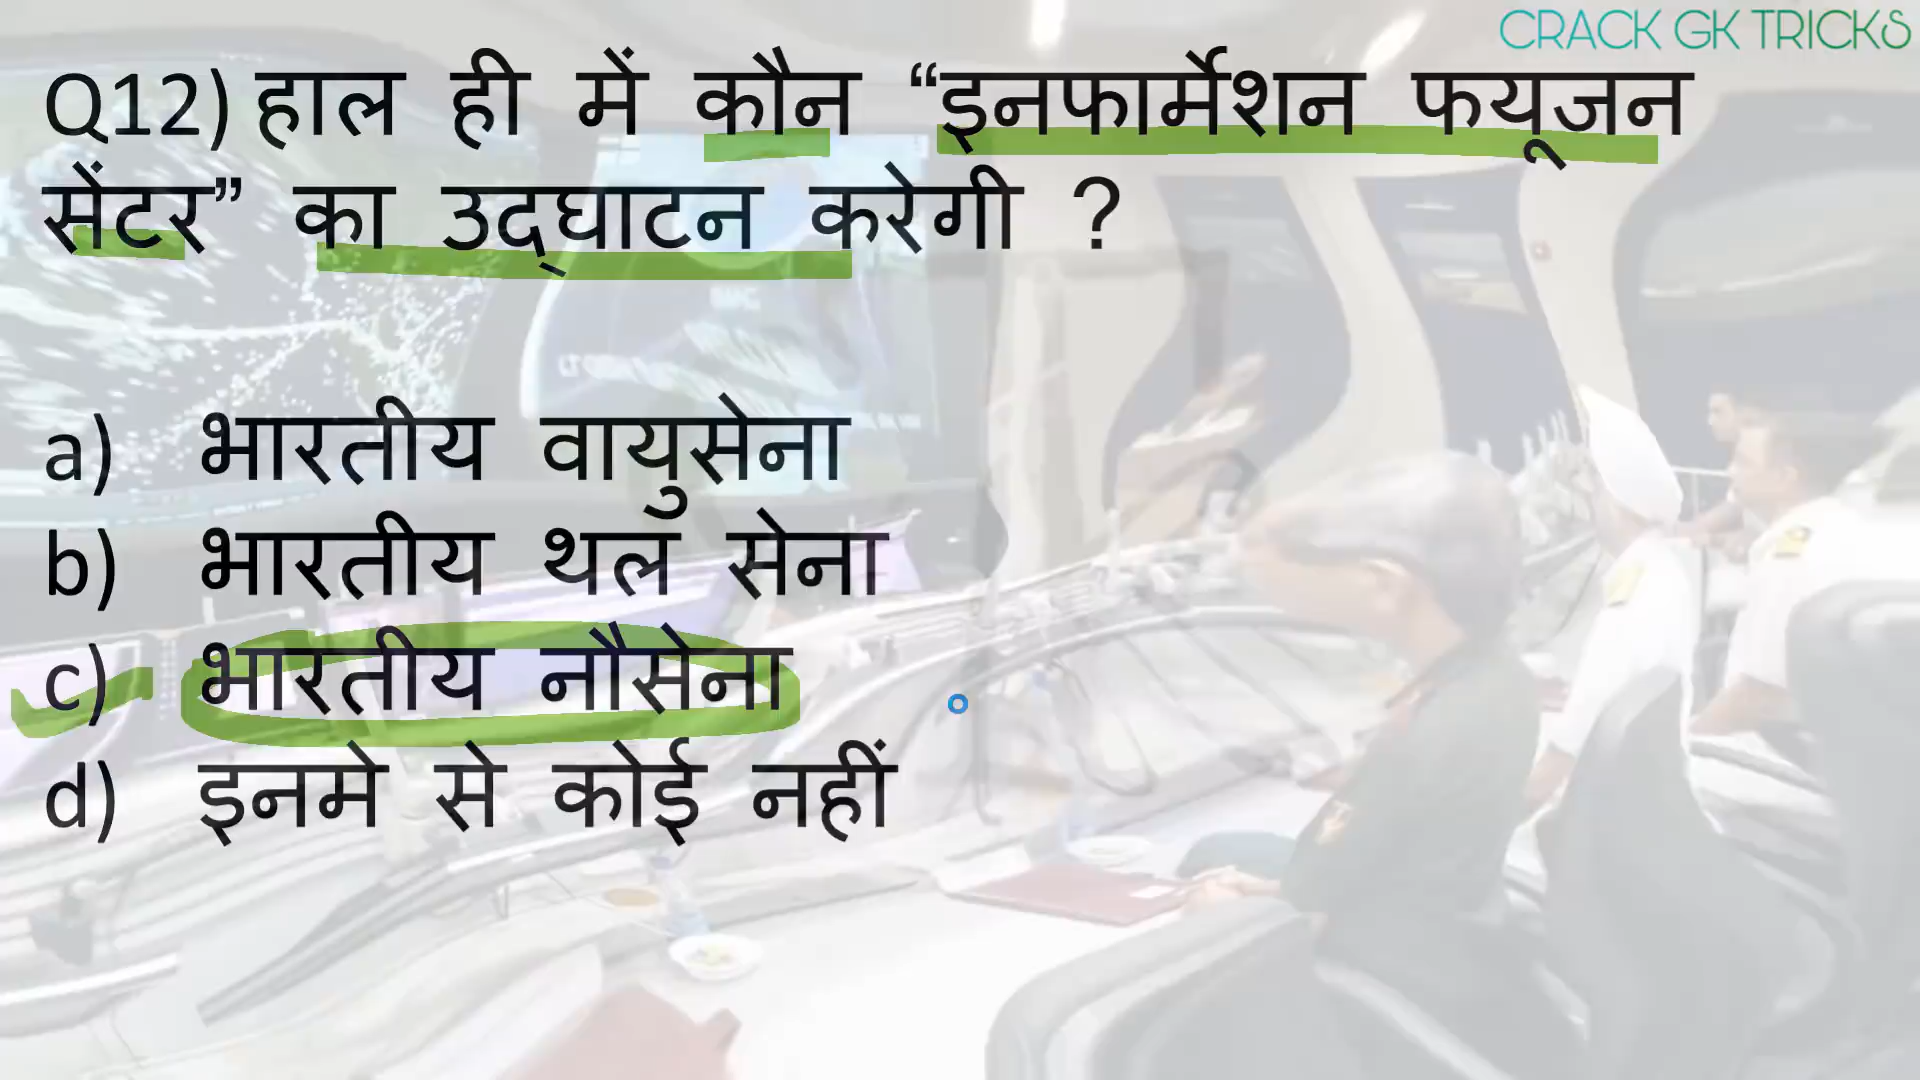 CRACK GK TRICKS
Q12) हाल ही में कौन “इनफार्मेशन फयूजन
सेंटर” का उद्घाटन करेगी ?
a) भारतीय वायुसेना
b) भारतीय थल सेना
c) भारतीय नौसेना
d) इनमे से कोई नहीं